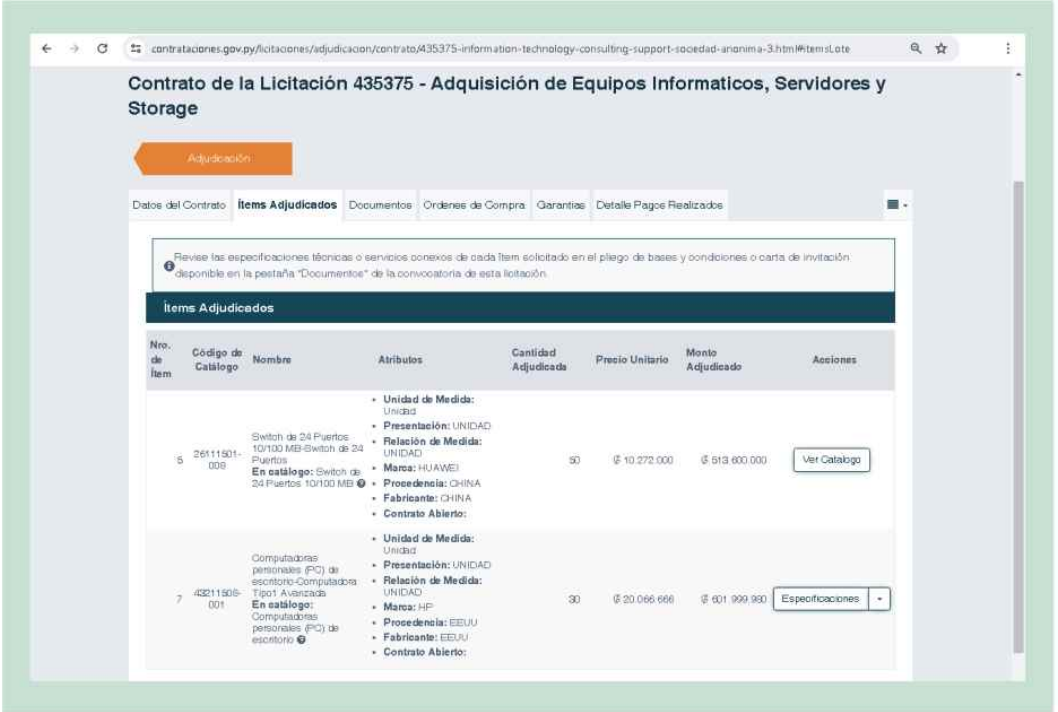 contrataciones.gov.py/licitaciones/adjudicacion/contrato/435375-information-technology-consulting-support-sociedad-anonima-3.html#itemsLote
Contrato de la Licitación 435375 - Adquisición de Equipos Informaticos, Servidores y
Storage
Adjudicación
Datos del Contrato Ítems Adjudicados Documentos Ordenes de Compra Garantias Detalle Pagos Realizados
Revise las especificaciones técnicas o servicios conexos de cada ítem solicitado en el pliego de bases y condiciones o carta de invitación
disponible en la pestaña "Documentos" de la convocatoria de esta licitación.
Ítems Adjudicados
Nro. de Ítem
Código de Catálogo
Nombre
Atributos
Cantidad Adjudicada
Precio Unitario
Monto Adjudicado
Acciones
26111501-
Switch de 24 Puertos
10/100 MB-Switch de 24
Puertos
En catálogo: Switch de
24 Puertos 10/100 MB
• Unidad de Medida:
Unidad
• Presentación: UNIDAD
• Relación de Medida:
UNIDAD
• Marca: HUAWEI
• Procedencia: CHINA
• Fabricante: CHINA
• Contrato Abierto:
50
₲ 10.272.000
₲ 513.600.000
Ver Catalogo
7
43211508-
001
Computadoras
personales (PC) de
escritorio-Computadora
Tipo1 Avanzada
En catálogo:
Computadoras
personales (PC) de
escritorio
• Unidad de Medida:
Unidad
• Presentación: UNIDAD
• Relación de Medida:
UNIDAD
• Marca: HP
• Procedencia: EEUU
• Fabricante: EEUU
• Contrato Abierto:
30
₲ 20.066.666
₲ 601.999.980
Especificaciones